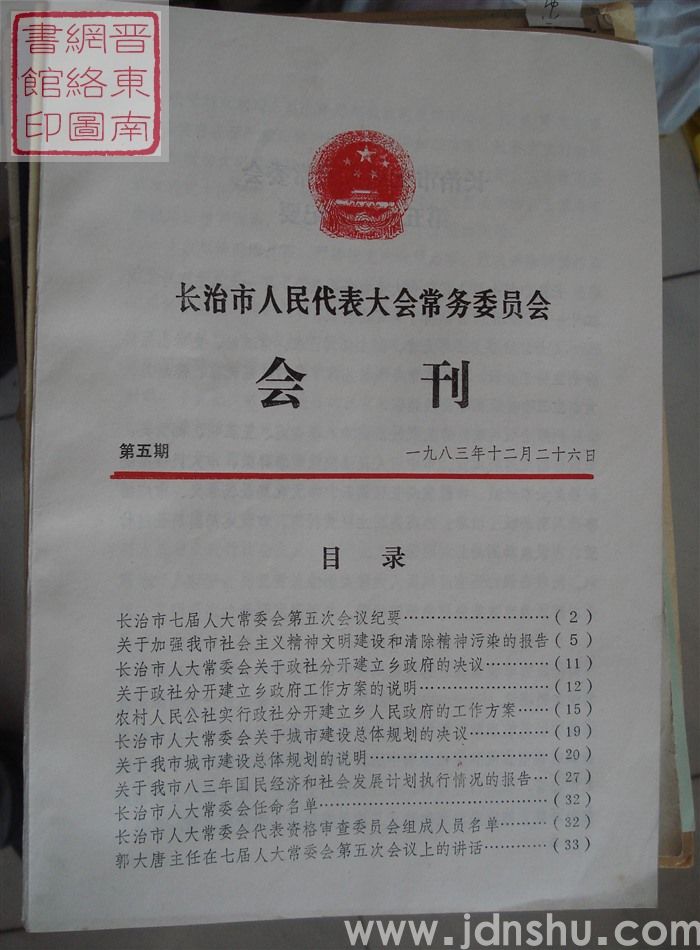 晋東南
網絡圖
書館印
长治市人民代表大会常务委员会
会 刊
第五期 一九八三年十二月二十六日
目 录
长治市七届人大常委会第五次会议纪要…………………………(2)
关于加强我市社会主义精神文明建设和清除精神污染的报告(5)
长治市人大常委会关于政社分开建立乡政府的决议…………(11)
关于政社分开建立乡政府工作方案的说明……………………(12)
农村人民公社实行政社分开建立乡人民政府的工作方案……(15)
长治市人大常委会关于城市建设总体规划的决议……………(19)
关于我市城市建设总体规划的说明……………………………(20)
关于我市八三年国民经济和社会发展计划执行情况的报告…(27)
长治市人大常委会任命名单……………………………………(32)
长治市人大常委会代表资格审查委员会组成人员名单………(32)
郭大唐主任在七届人大常委会第五次会议上的讲话…………(33)
www.jdnshu.com